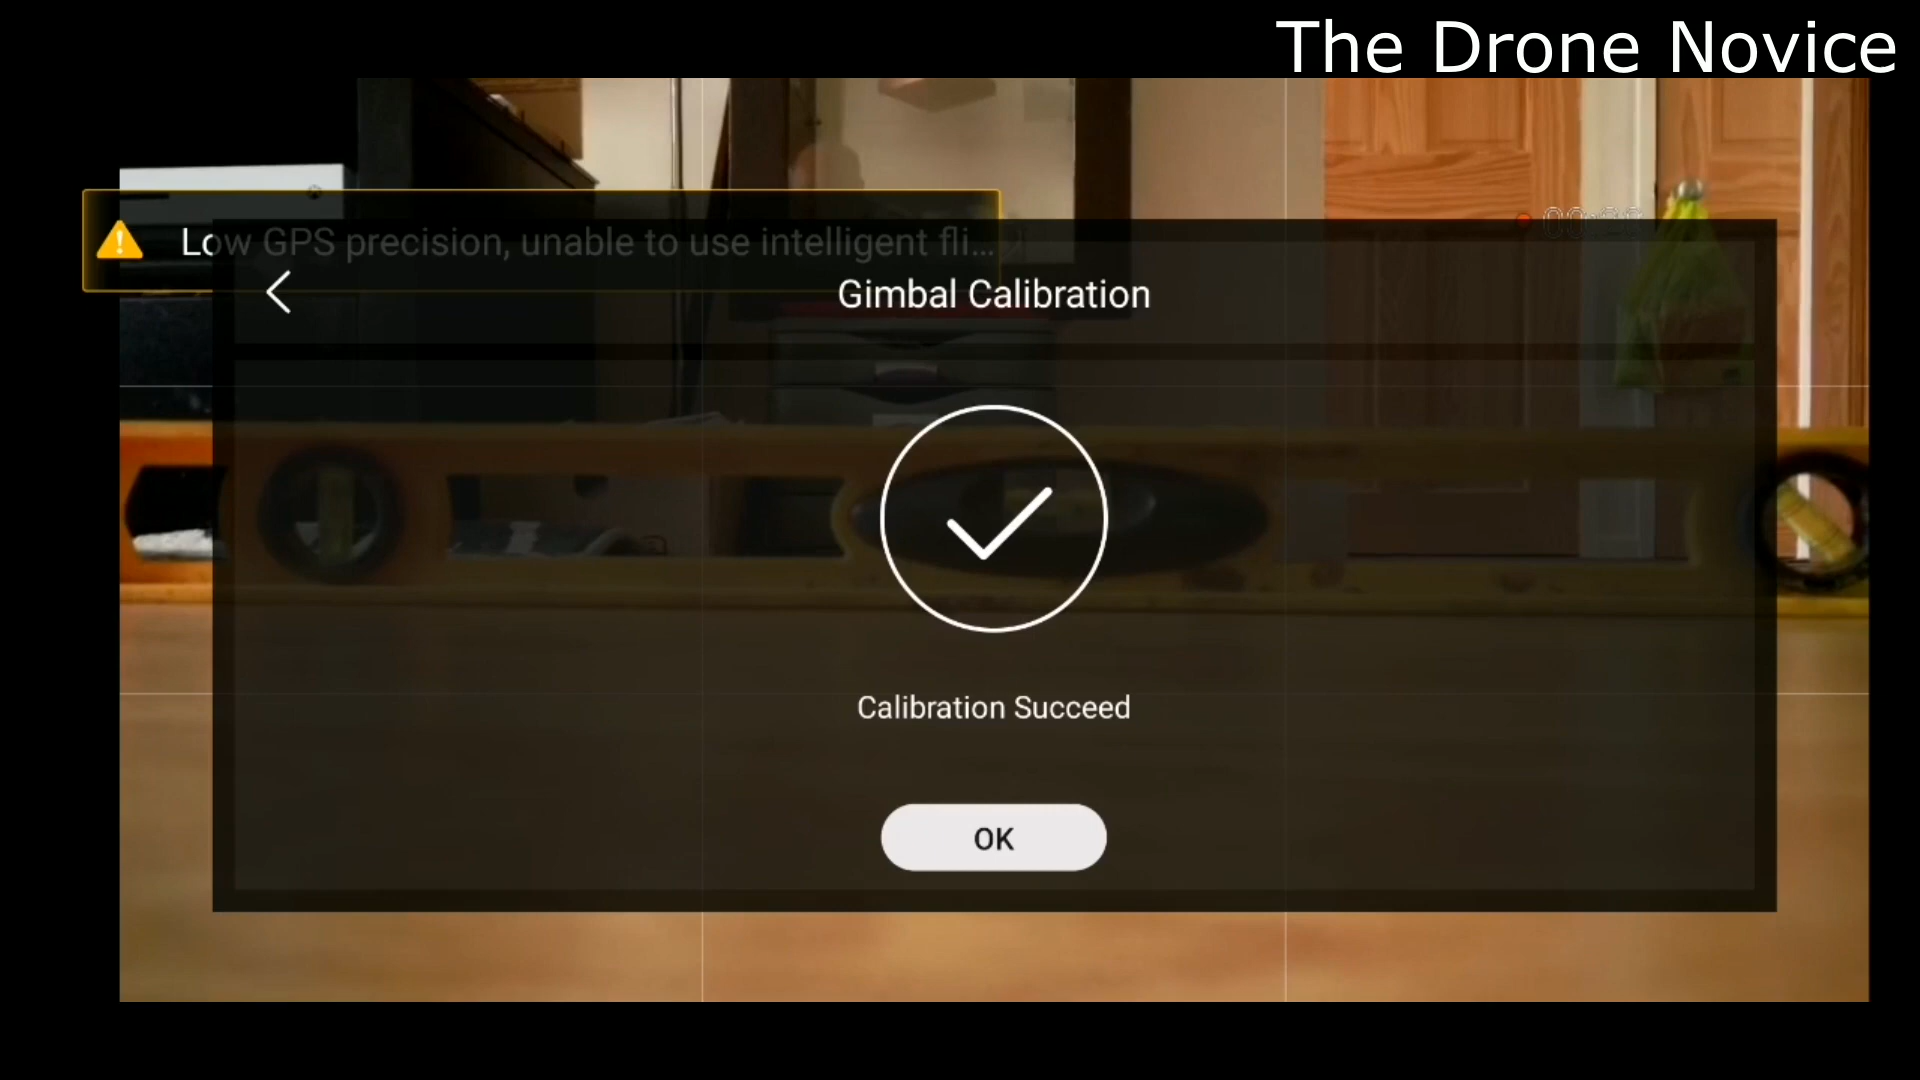 The Drone Novice
Low GPS precision, unable to use intelligent fli...
Gimbal Calibration
Calibration Succeed
OK